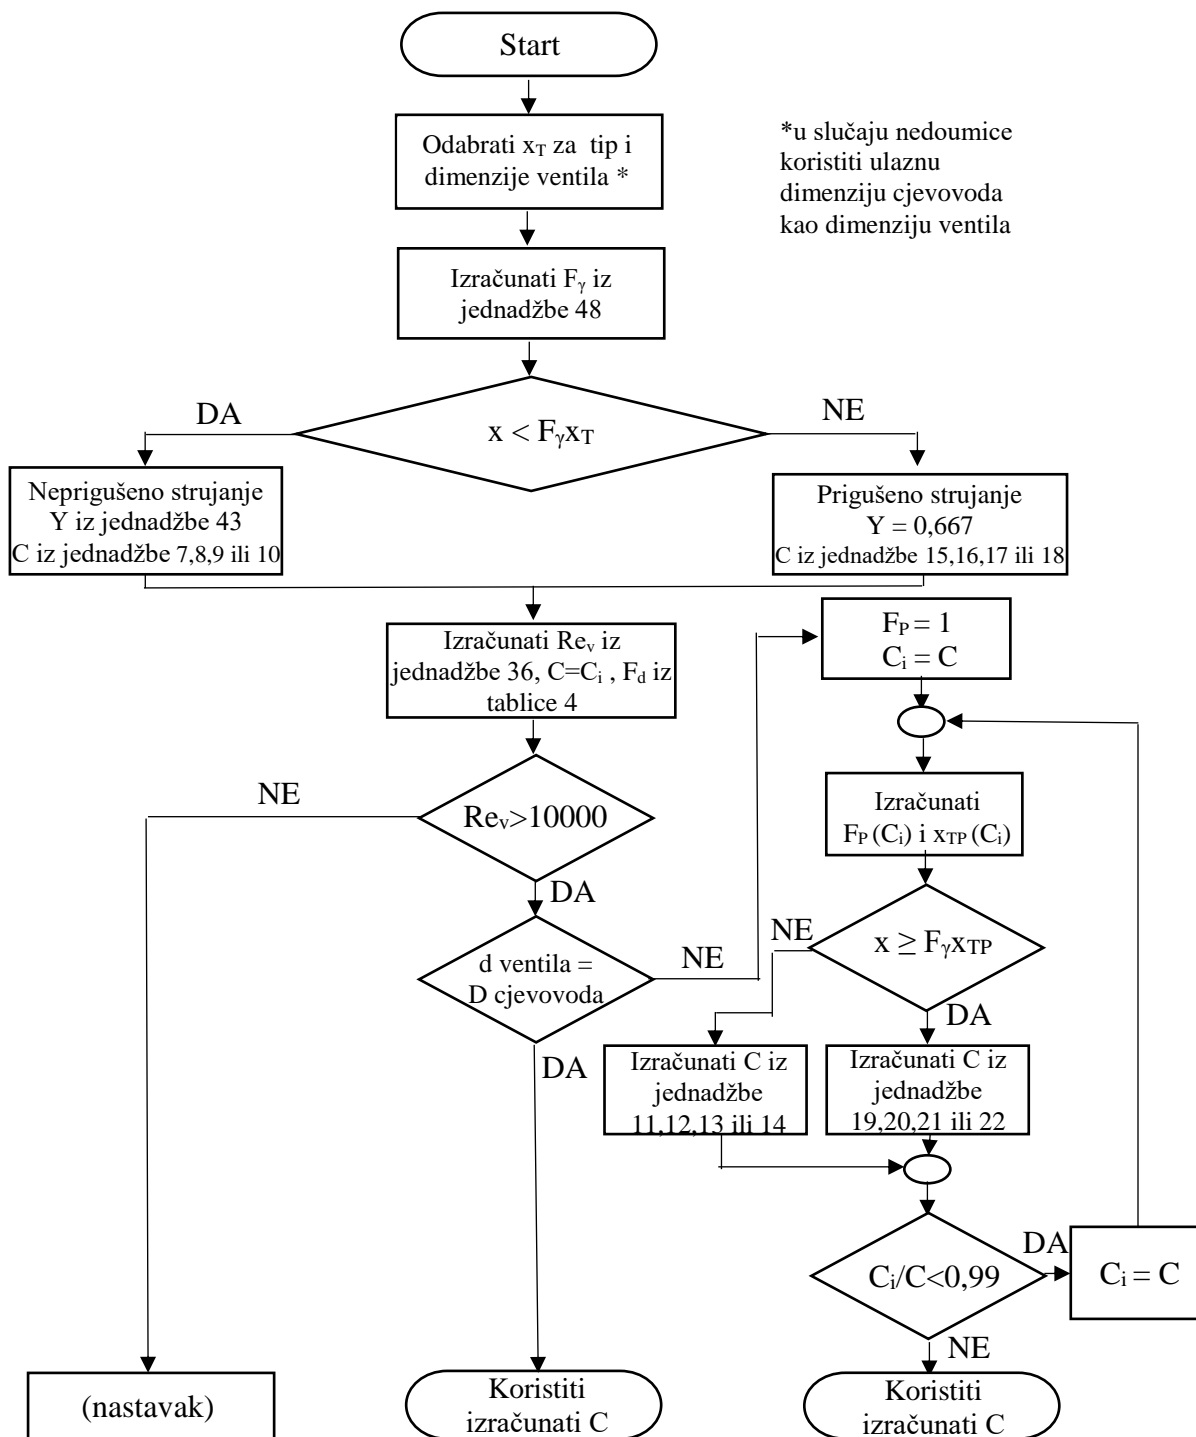 Start
Odabrati xT za tip i
dimenzije ventila *
*u slučaju nedoumice
koristiti ulaznu
dimenziju cjevovoda
kao dimenziju ventila
Izračunati Fγ iz
jednadžbe 48
x < FγxT
DA
NE
Neprigušeno strujanje
Y iz jednadžbe 43
C iz jednadžbe 7,8,9 ili 10
Prigušeno strujanje
Y = 0,667
C iz jednadžbe 15,16,17 ili 18
Izračunati Rev iz
jednadžbe 36, C=Ci , Fd iz
tablice 4
FP = 1
Ci = C
Rev>10000
NE
DA
Izračunati
FP (Ci) i xTP (Ci)
d ventila =
D cjevovoda
NE
DA
x ≥ FγxTP
NE
DA
Izračunati C iz
jednadžbe
11,12,13 ili 14
Izračunati C iz
jednadžbe
19,20,21 ili 22
Ci/C<0,99
DA
Ci = C
NE
(nastavak)
Koristiti
izračunati C
Koristiti
izračunati C